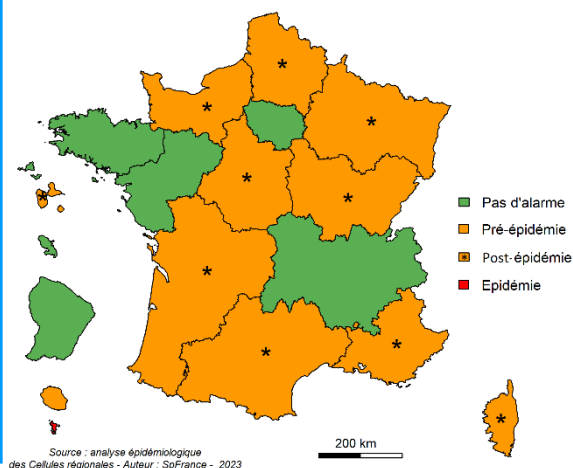 Pas d'alarme
Pré-épidémie
Post-épidémie
Epidémie
200 km
Source : analyse épidémiologique
des Cellules régionales - Auteur : SpFrance - 2023